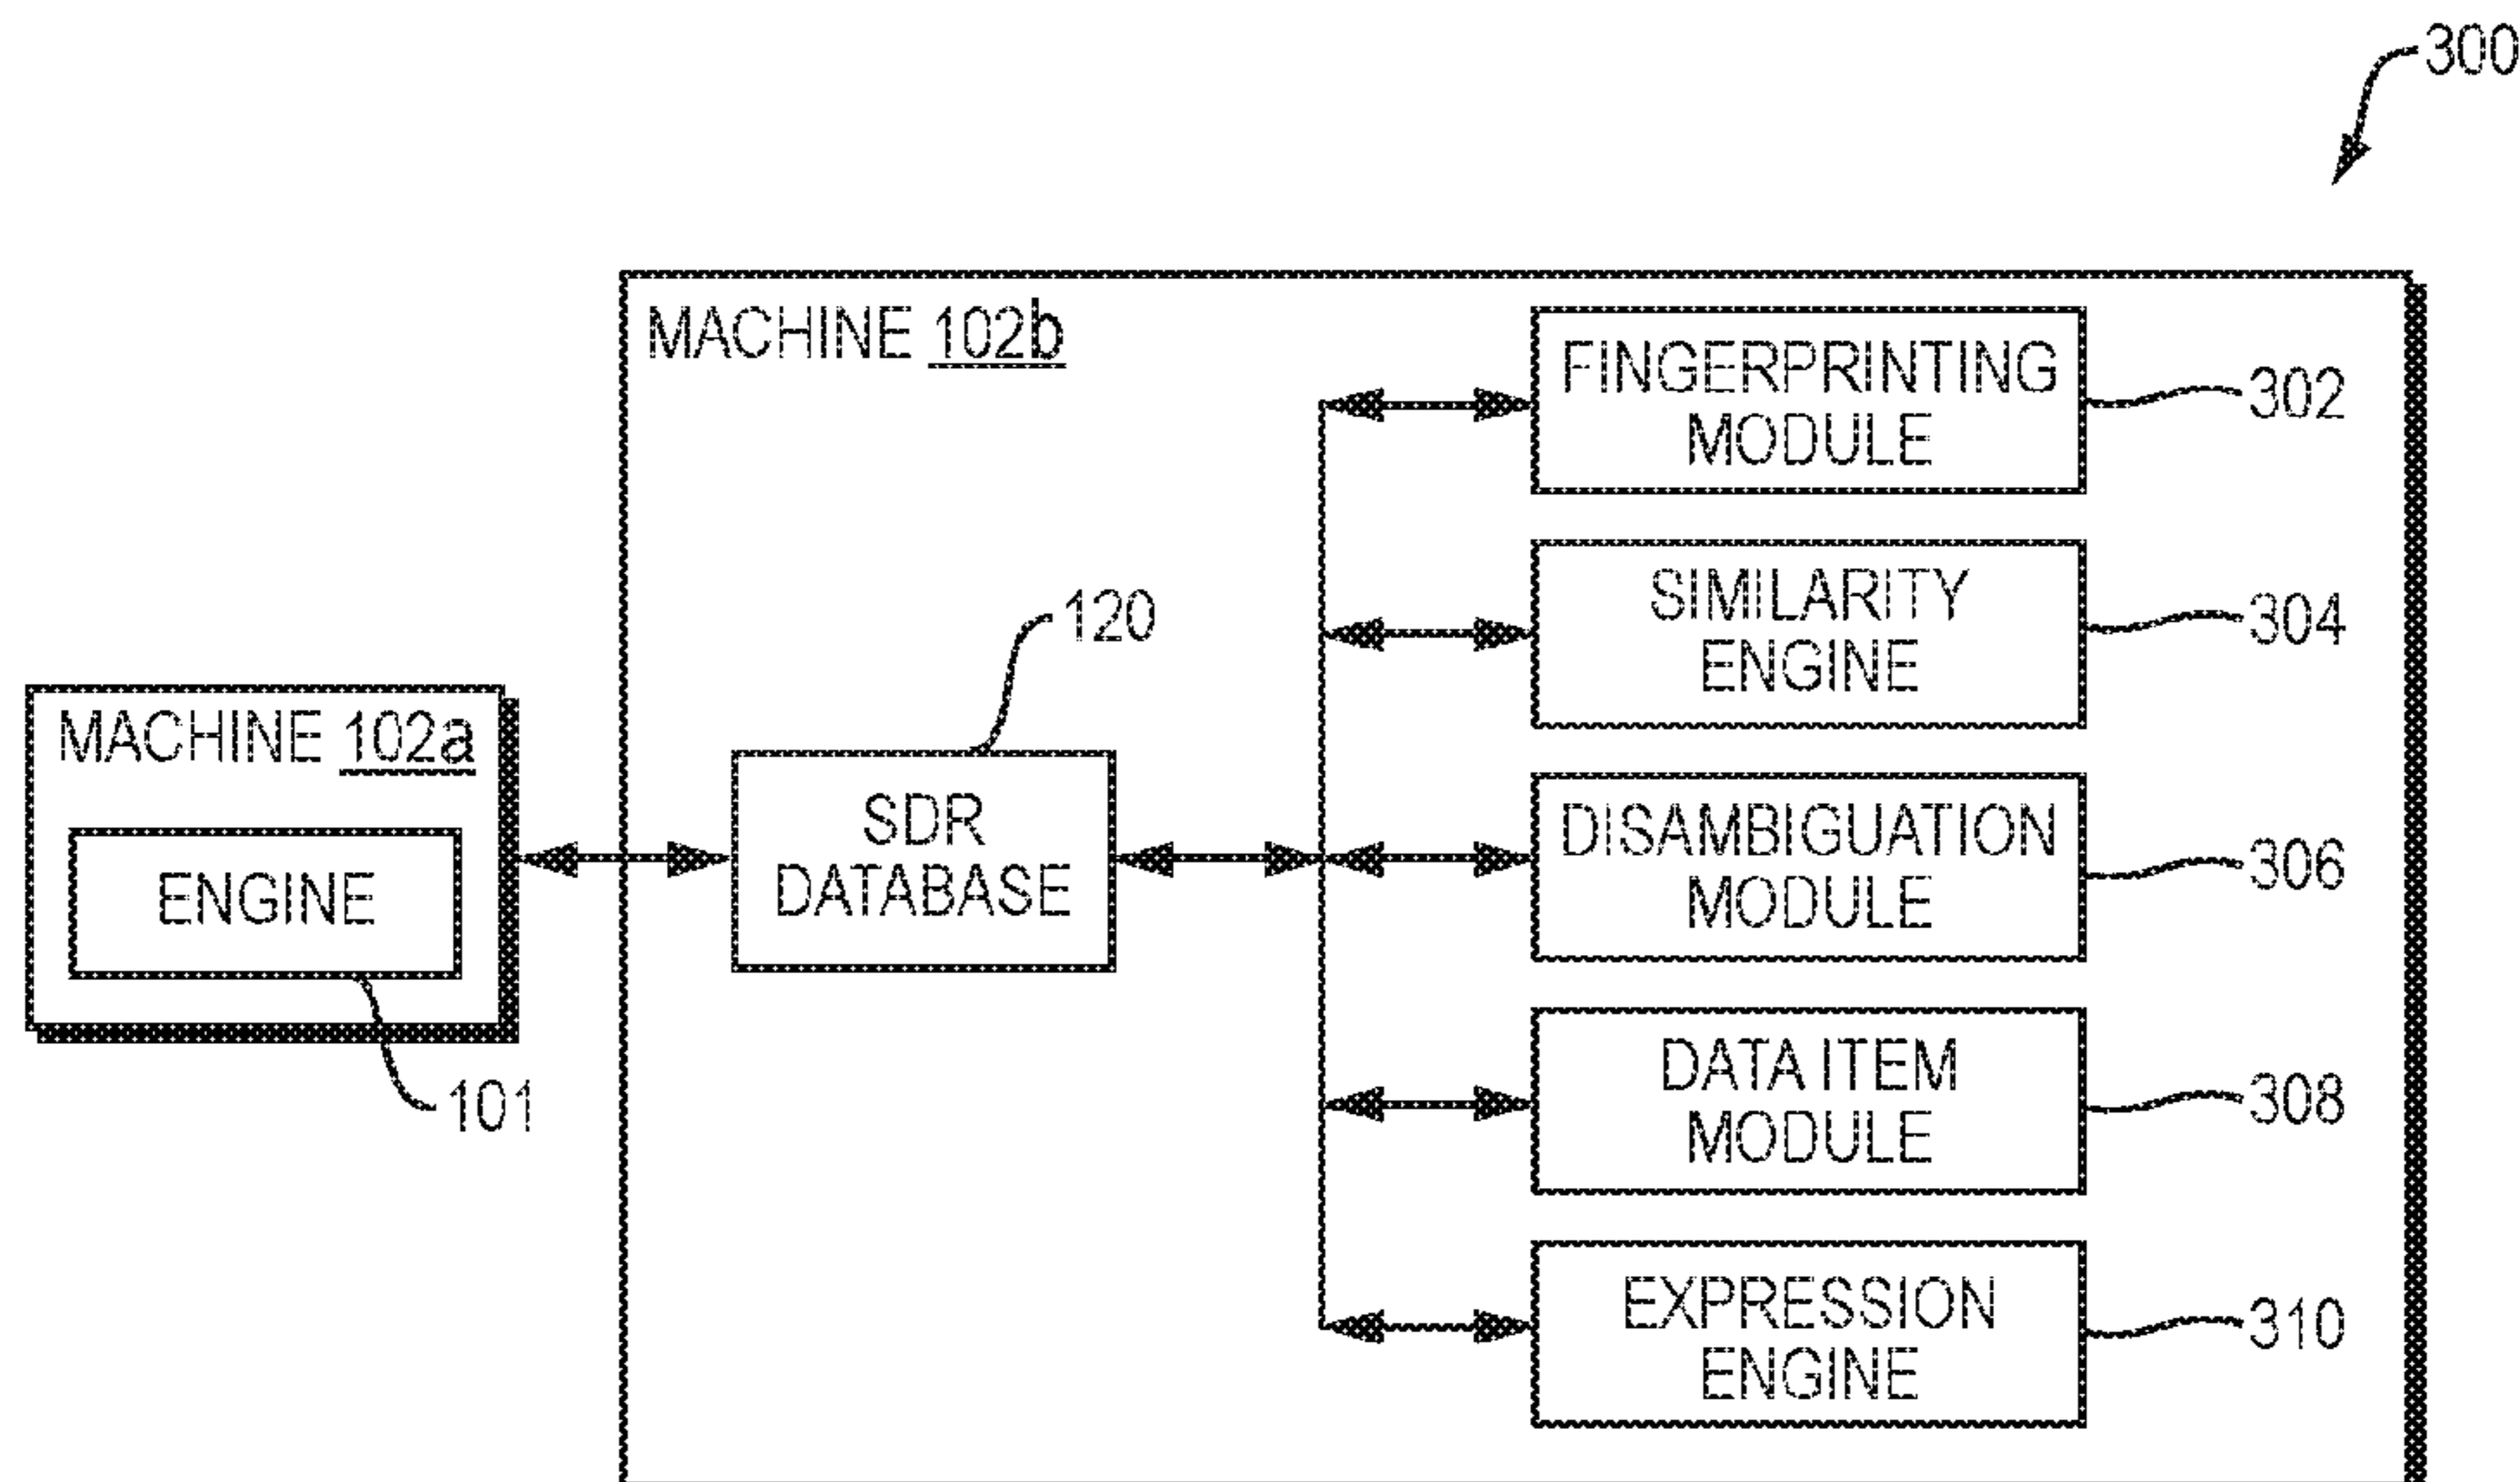 300
MACHINE 102b
FINGERPRINTING
MODULE
302
SIMILARITY
ENGINE
304
120
MACHINE 102a
ENGINE
101
SDR
DATABASE
DISAMBIGUATION
MODULE
306
DATA ITEM
MODULE
308
EXPRESSION
ENGINE
310